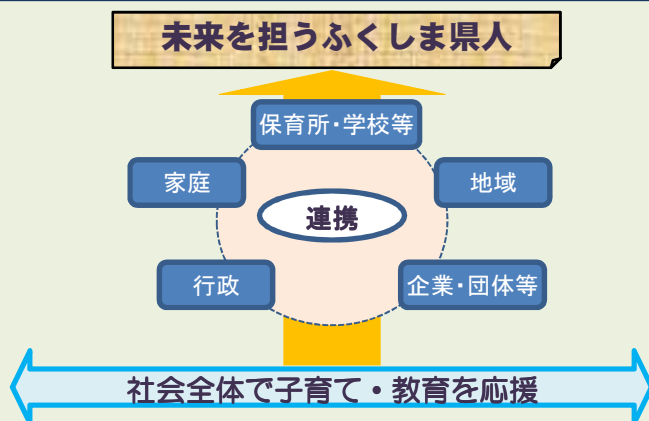 未来を担うふくしま県人
保育所・学校等
家庭
地域
連携
行政
企業・団体等
社会全体で子育て・教育を応援